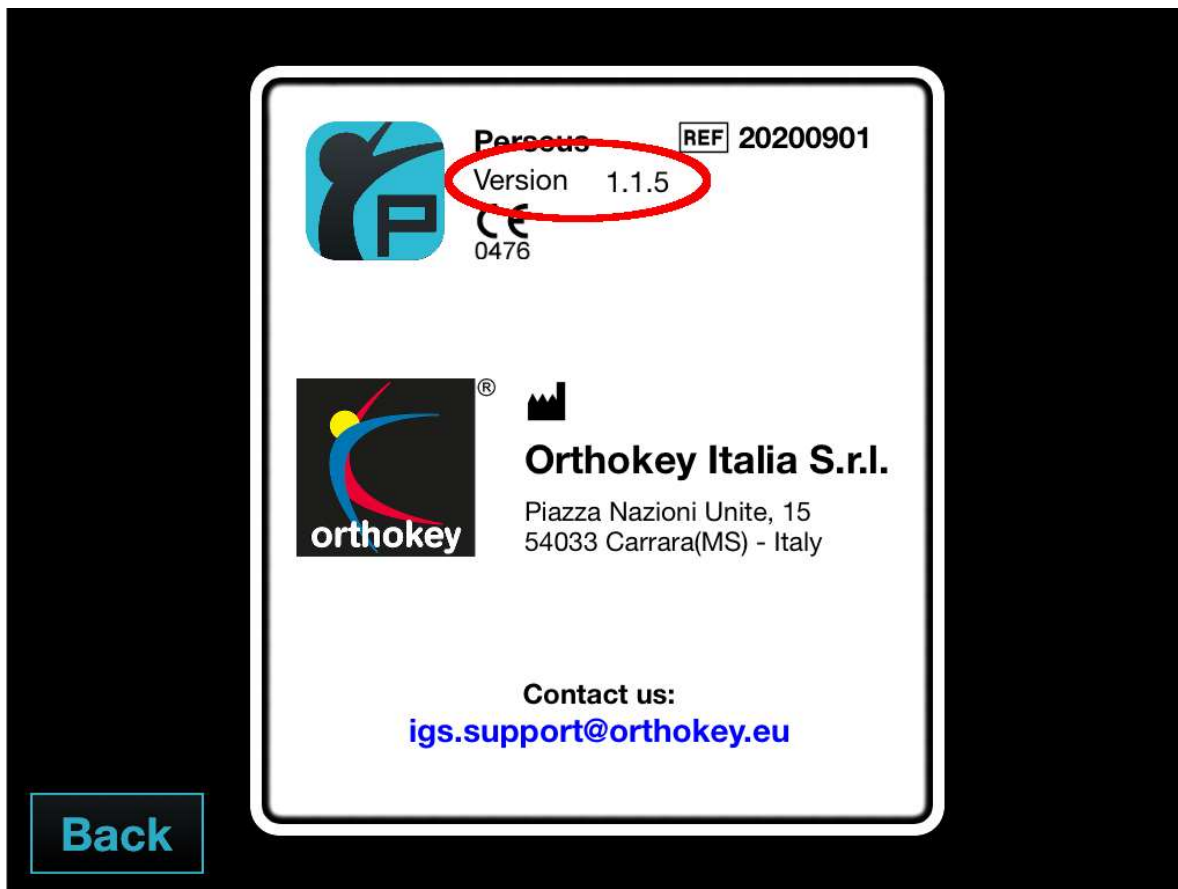 Perseus REF 20200901
Version 1.1.5
CE
0476
P
®
orthokey
Orthokey Italia S.r.l.
Piazza Nazioni Unite, 15
54033 Carrara(MS) - Italy
Contact us:
igs.support@orthokey.eu
Back